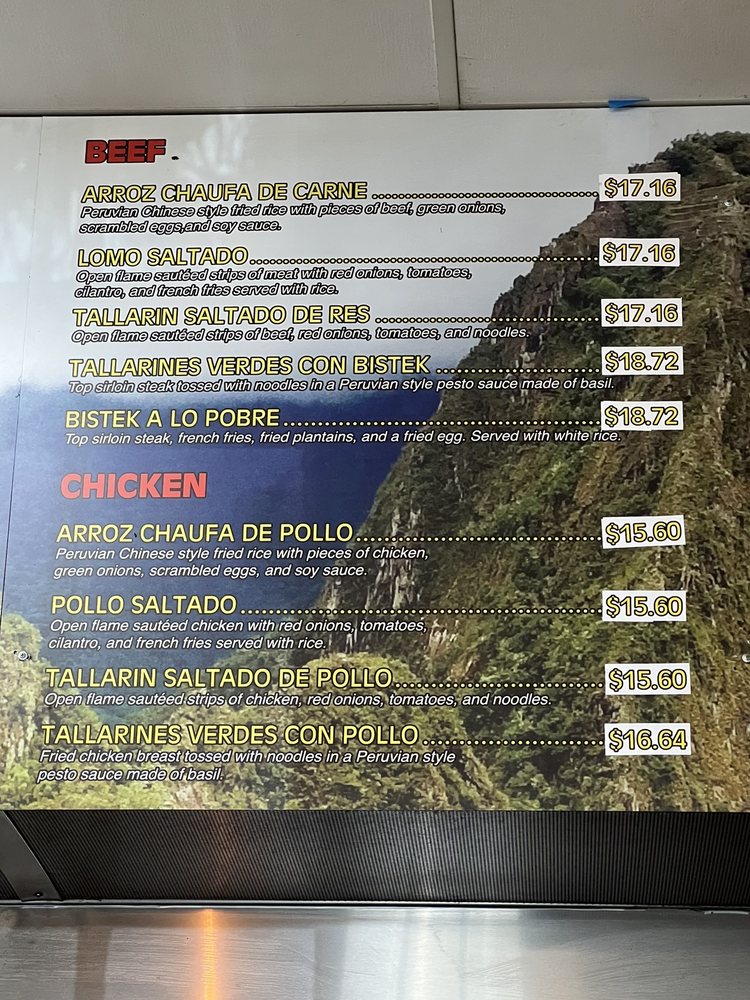 BEEF
ARROZ CHAUFA DE CARNE ........................................ $17.16
Peruvian Chinese style fried rice with pieces of beef, green onions,
scrambled eggs,and soy sauce.
LOMO SALTADO............................................................ $17.16
Open flame sautéed strips of meat with red onions, tomatoes,
cilantro, and french fries served with rice.
TALLARIN SALTADO DE RES ....................................... $17.16
Open flame sautéed strips of beef, red onions, tomatoes, and noodles.
TALLARINES VERDES CON BISTEK ............................ $18.72
Top sirloin steak tossed with noodles in a Peruvian style pesto sauce made of basil.
BISTEK A LO POBRE ...................................................... $18.72
Top sirloin steak, french fries, fried plantains, and a fried egg. Served with white rice.
CHICKEN
ARROZ CHAUFA DE POLLO.......................................... $15.60
Peruvian Chinese style fried rice with pieces of chicken,
green onions, scrambled eggs, and soy sauce.
POLLO SALTADO ............................................................ $15.60
Open flame sautéed chicken with red onions, tomatoes,
cilantro, and french fries served with rice.
TALLARIN SALTADO DE POLLO................................... $15.60
Open flame sautéed strips of chicken, red onions, tomatoes, and noodles.
TALLARINES VERDES CON POLLO .............................. $16.64
Fried chicken breast tossed with noodles in a Peruvian style
pesto sauce made of basil.